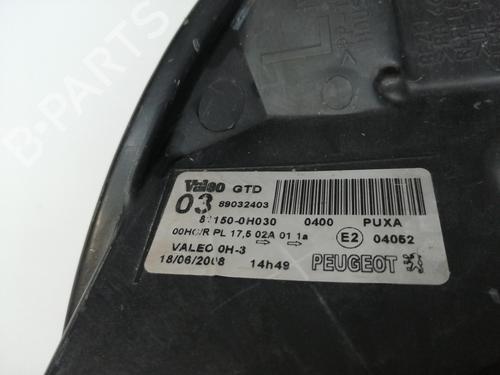 B-PARTS
Valeo GTD
03 89032403
81150-0H030 0400 PUXA
00HC/R PL 17,5 02A 01 1a E2 04052
VALEO 0H-3
18/06/2008 14h49 PEUGEOT